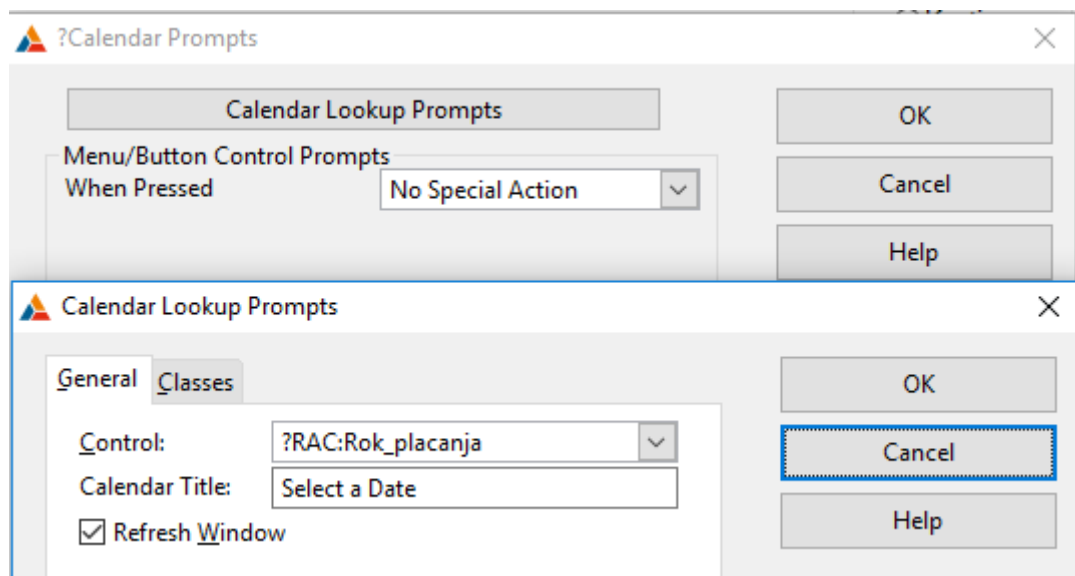 ?Calendar Prompts
Calendar Lookup Prompts
OK
Menu/Button Control Prompts
When Pressed
No Special Action
Cancel
Help
Calendar Lookup Prompts
General
Classes
OK
Control:
?RAC:Rok_placanja
Cancel
Calendar Title:
Select a Date
Refresh Window
Help